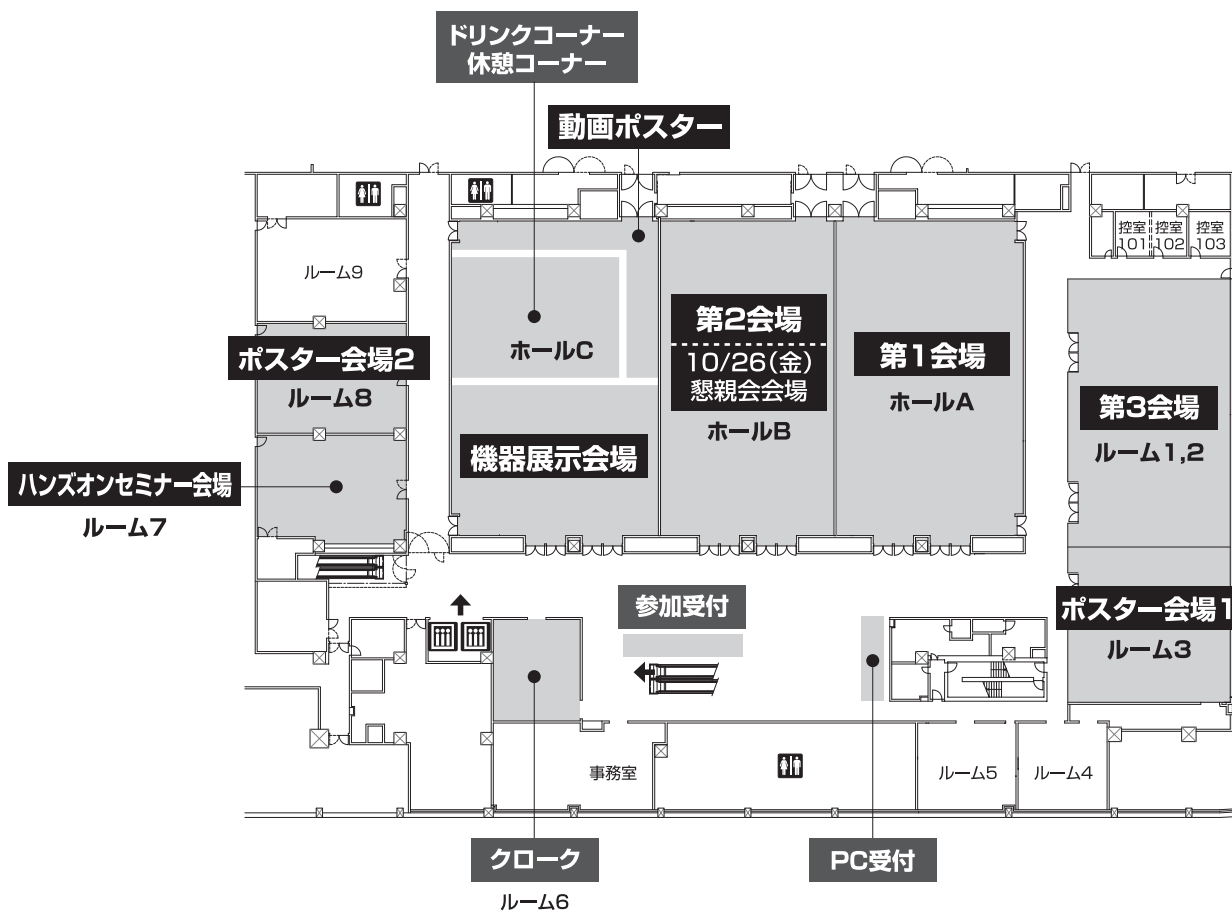 ドリンクコーナー
休憩コーナー
動画ポスター
控室
101
控室
102
控室
103
ルーム9
ポスター会場2
ルーム8
ホールC
第2会場
10/26(金)
懇親会会場
ホールB
第1会場
ホールA
第3会場
ルーム1,2
機器展示会場
ハンズオンセミナー会場
ルーム7
参加受付
ポスター会場1
ルーム3
事務室
ルーム5
ルーム4
クローク
ルーム6
PC受付